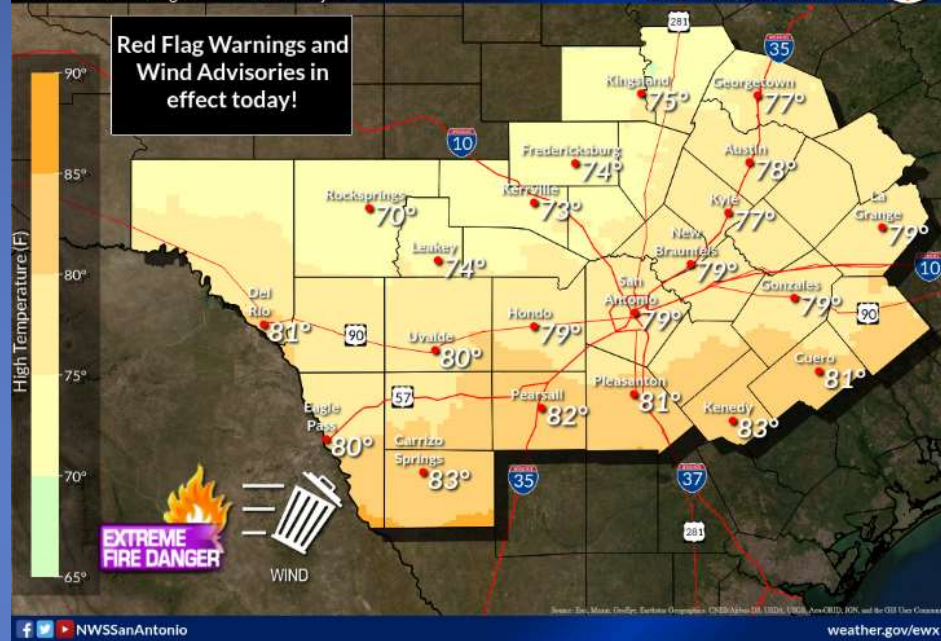 281
Red Flag Warnings and
Wind Advisories in
effect today!
35
Kingsland
75°
Georgetown
77°
10
Fredericksburg
74°
Austin
78°
90°
85°
80°
75°
70°
65°
High Temperature (F)
Rocksprings
70°
Kerrville
73°
Kyle
77°
La
Grange
79°
Leakey
74°
New
Braunfels
79°
10
Del
Rio
81°
San
Antonio
79°
Gonzales
79°
90
90
Uvalde
80°
Hondo
79°
Cuero
81°
57
Pearsall
82°
Pleasanton
81°
Kenedy
83°
Eagle
Pass
80°
Carrizo
Springs
83°
35
37
281
EXTREME
FIRE DANGER
WIND
NWSSanAntonio
weather.gov/ewx